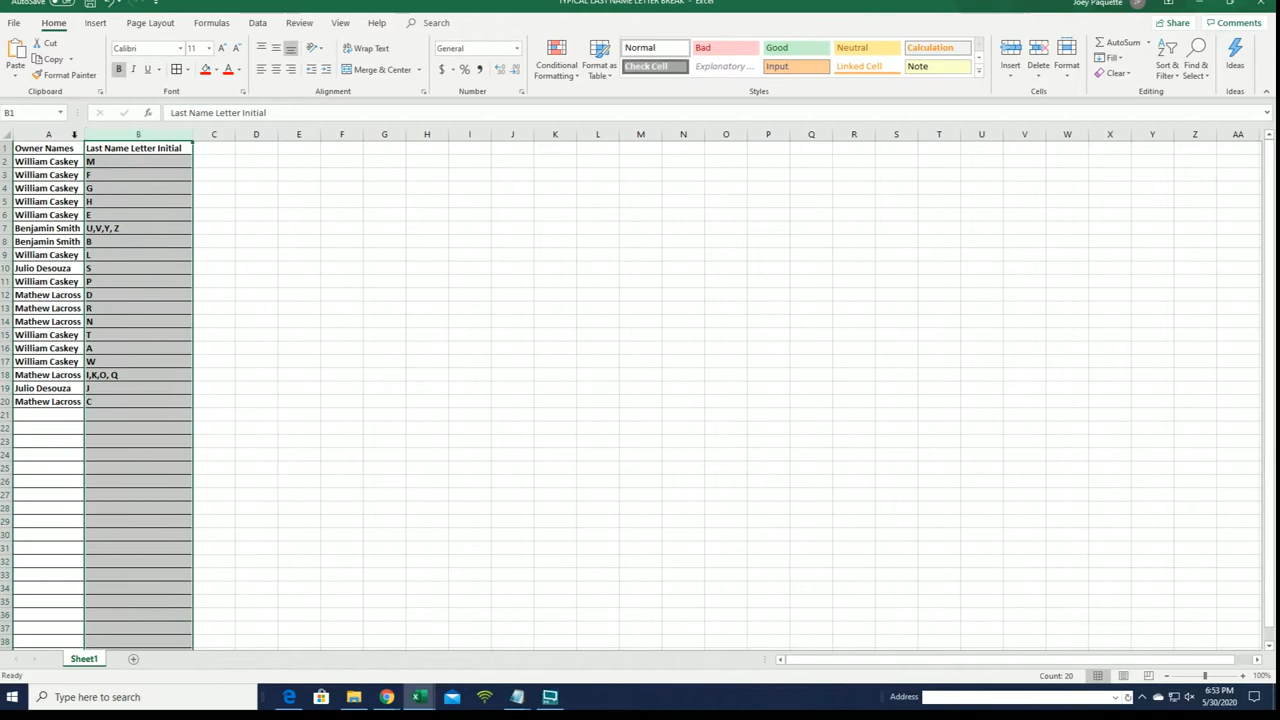 AutoSave Off
TYPICAL LAST NAME LETTER BREAK - Excel
Joey Paquette JP
File Home Insert Page Layout Formulas Data Review View Help Search Share Comments
Paste Cut Copy Format Painter
Calibri 11 A A B I U
Wrap Text Merge & Center
General $ % ,
Conditional Formatting Format as Table
Normal Bad Good Neutral Calculation
Check Cell Explanatory ... Input Linked Cell Note
Insert Delete Format
AutoSum Fill Clear Sort & Filter Find & Select Ideas
Clipboard Font Alignment Number Styles Cells Editing Ideas
B1 fx Last Name Letter Initial
A B C D E F G H I J K L M N O P Q R S T U V W X Y Z AA
1 Owner Names Last Name Letter Initial
2 William Caskey M
3 William Caskey F
4 William Caskey G
5 William Caskey H
6 William Caskey E
7 Benjamin Smith U,V,Y, Z
8 Benjamin Smith B
9 William Caskey L
10 Julio Desouza S
11 William Caskey P
12 Mathew Lacross D
13 Mathew Lacross R
14 Mathew Lacross N
15 William Caskey T
16 William Caskey A
17 William Caskey W
18 Mathew Lacross I,K,O, Q
19 Julio Desouza J
20 Mathew Lacross C
21
22
23
24
25
26
27
28
29
30
31
32
33
34
35
36
37
38
Sheet1
Ready Count: 20 100%
Type here to search Address 6:53 PM
5/30/2020